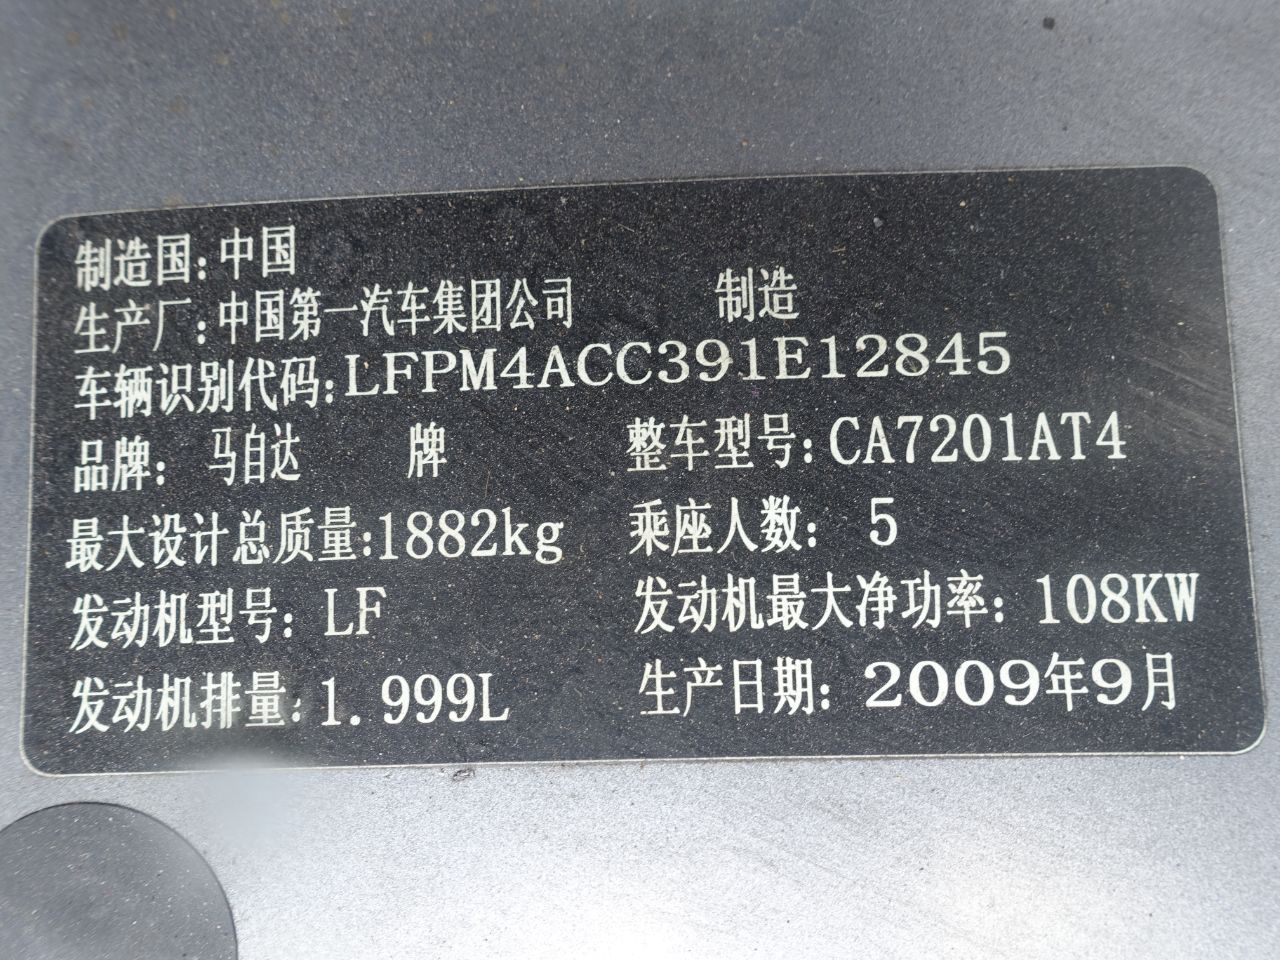 制造国：中国
生产厂：中国第一汽车集团公司 制造
车辆识别代码：LFPM4ACC391E12845
品牌：马自达 牌 整车型号：CA7201AT4
最大设计总质量：1882kg 乘座人数： 5
发动机型号：LF 发动机最大净功率：108KW
发动机排量：1.999L 生产日期：2009年9月